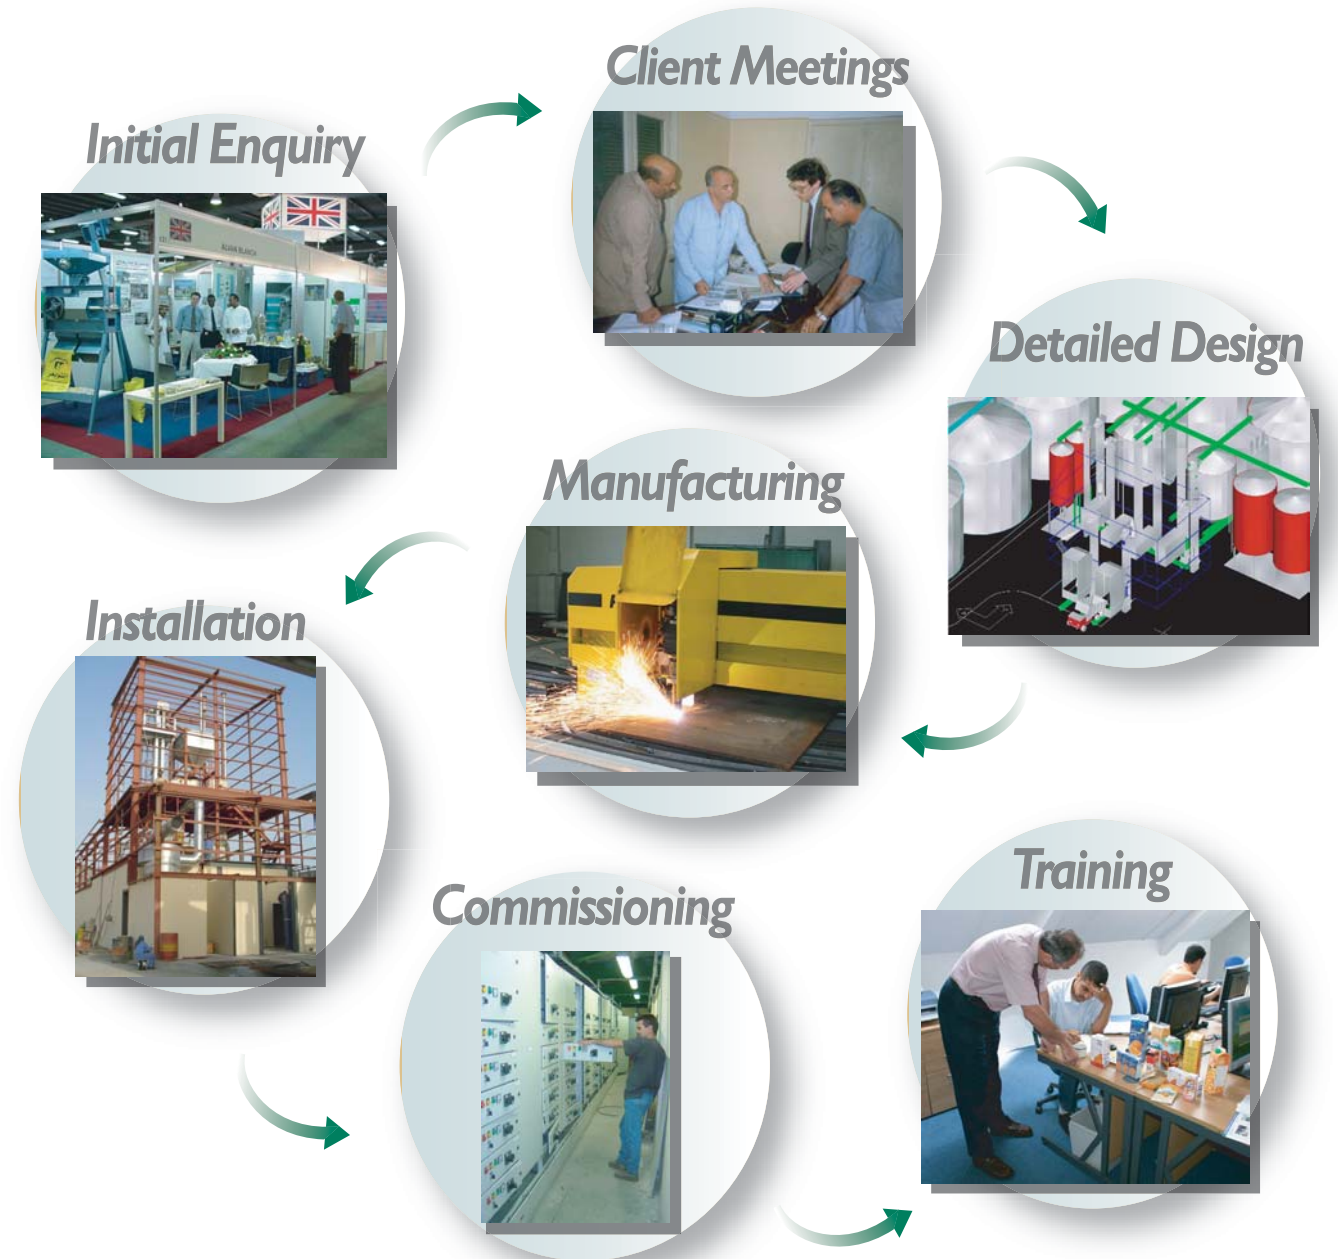 Initial Enquiry
Client Meetings
Detailed Design
Manufacturing
Installation
Commissioning
Training